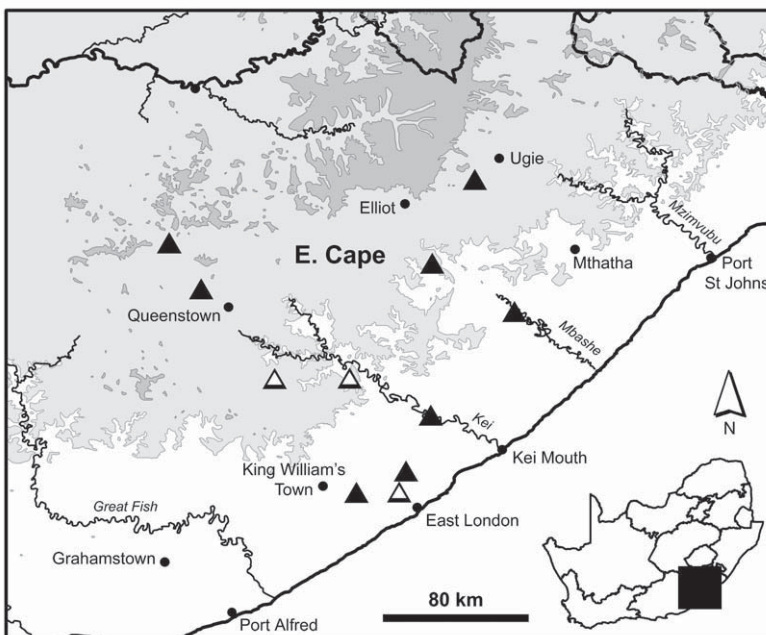 Ugie
Elliot
Mzimvubu
E. Cape
Mthatha
Port
St Johns
Queenstown
Mbashe
N
Kei
Kei Mouth
King William's
Town
Great Fish
East London
Grahamstown
80 km
Port Alfred